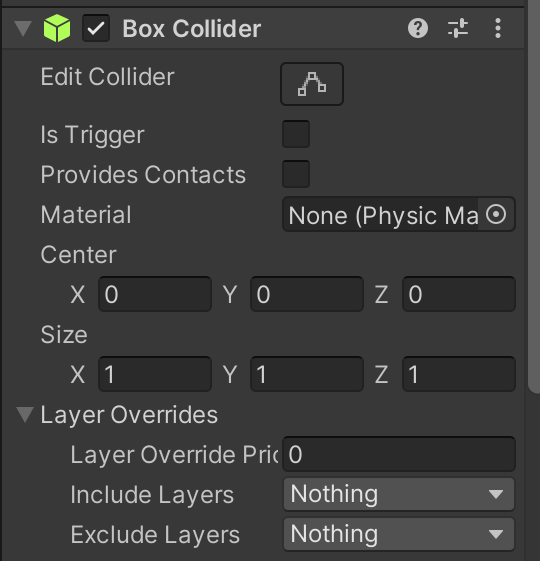 Box Collider
Edit Collider
Is Trigger
Provides Contacts
Material None (Physic Ma
Center
X 0 Y 0 Z 0
Size
X 1 Y 1 Z 1
Layer Overrides
Layer Override Pric 0
Include Layers Nothing
Exclude Layers Nothing